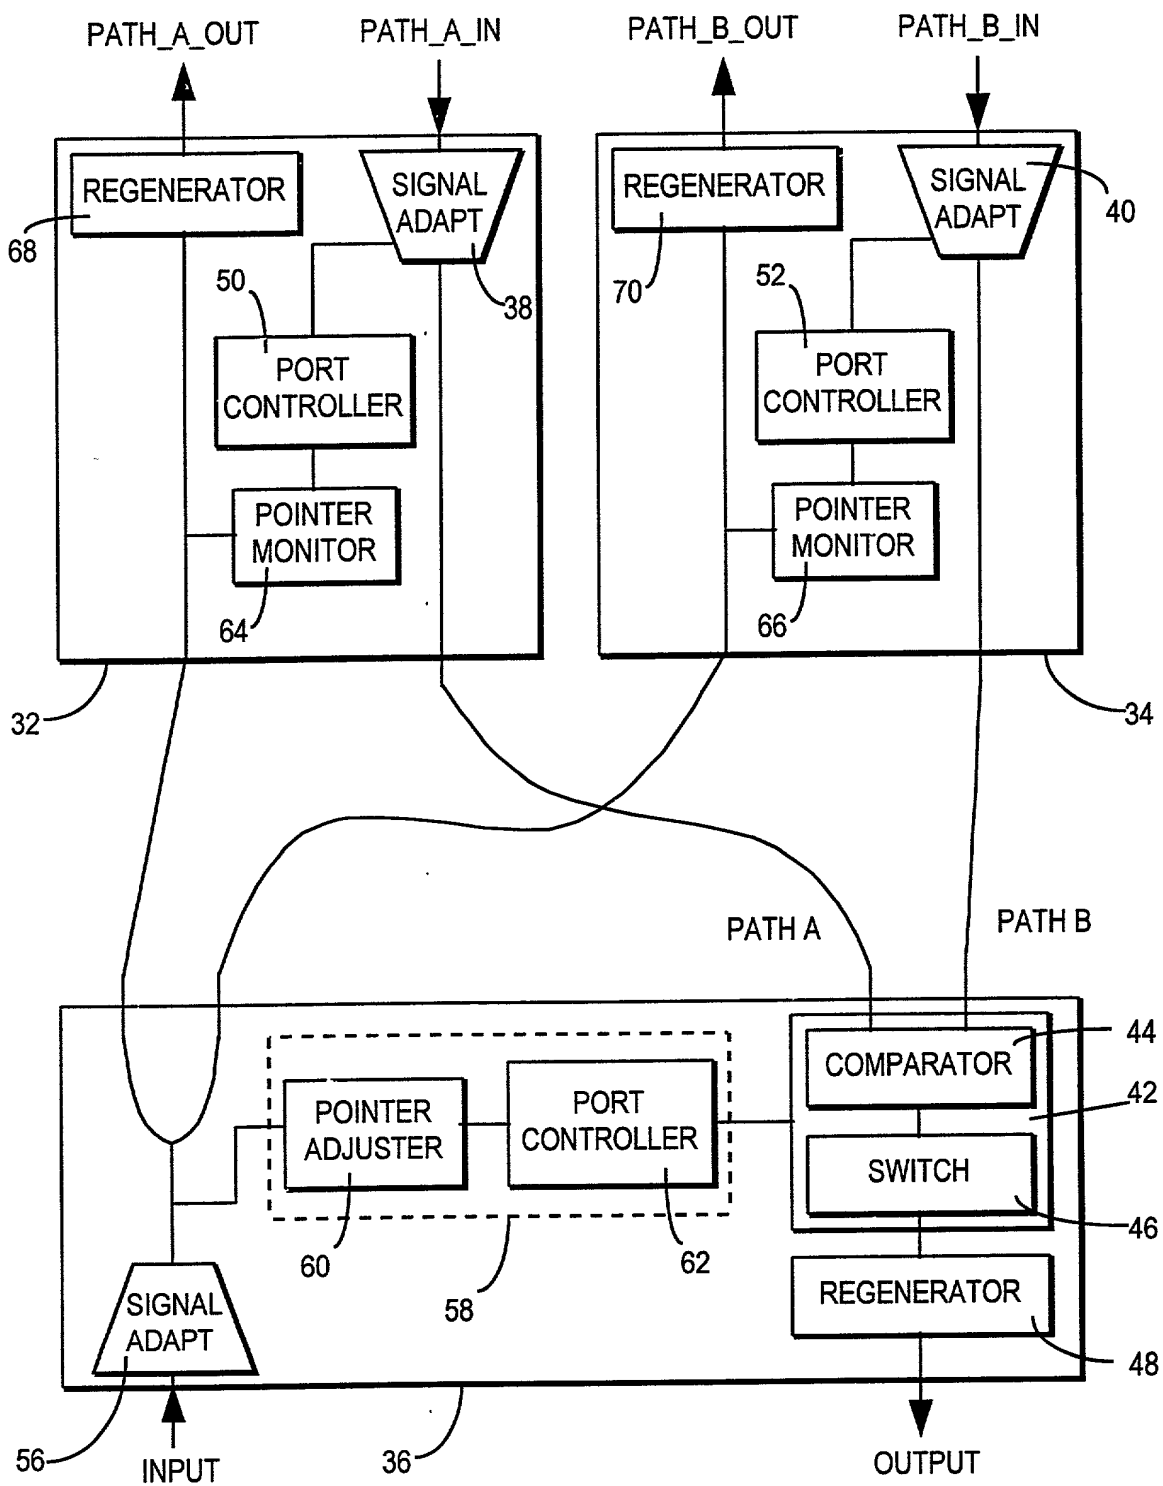 PATH_A_OUT
PATH_A_IN
PATH_B_OUT
PATH_B_IN
REGENERATOR
SIGNAL
ADAPT
68
50
38
PORT
CONTROLLER
POINTER
MONITOR
64
32
REGENERATOR
SIGNAL
ADAPT
40
70
52
PORT
CONTROLLER
POINTER
MONITOR
66
34
PATH A
PATH B
POINTER
ADJUSTER
PORT
CONTROLLER
COMPARATOR
44
42
SWITCH
46
60
62
58
REGENERATOR
48
SIGNAL
ADAPT
56
INPUT
36
OUTPUT